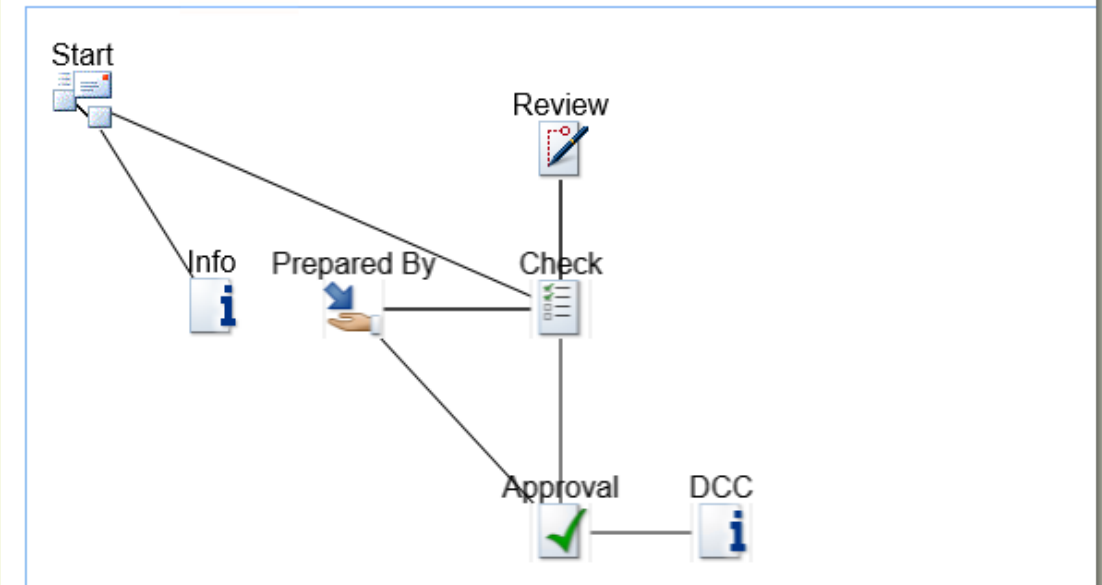 Start
Review
Info
Prepared By
Check
Approval
DCC